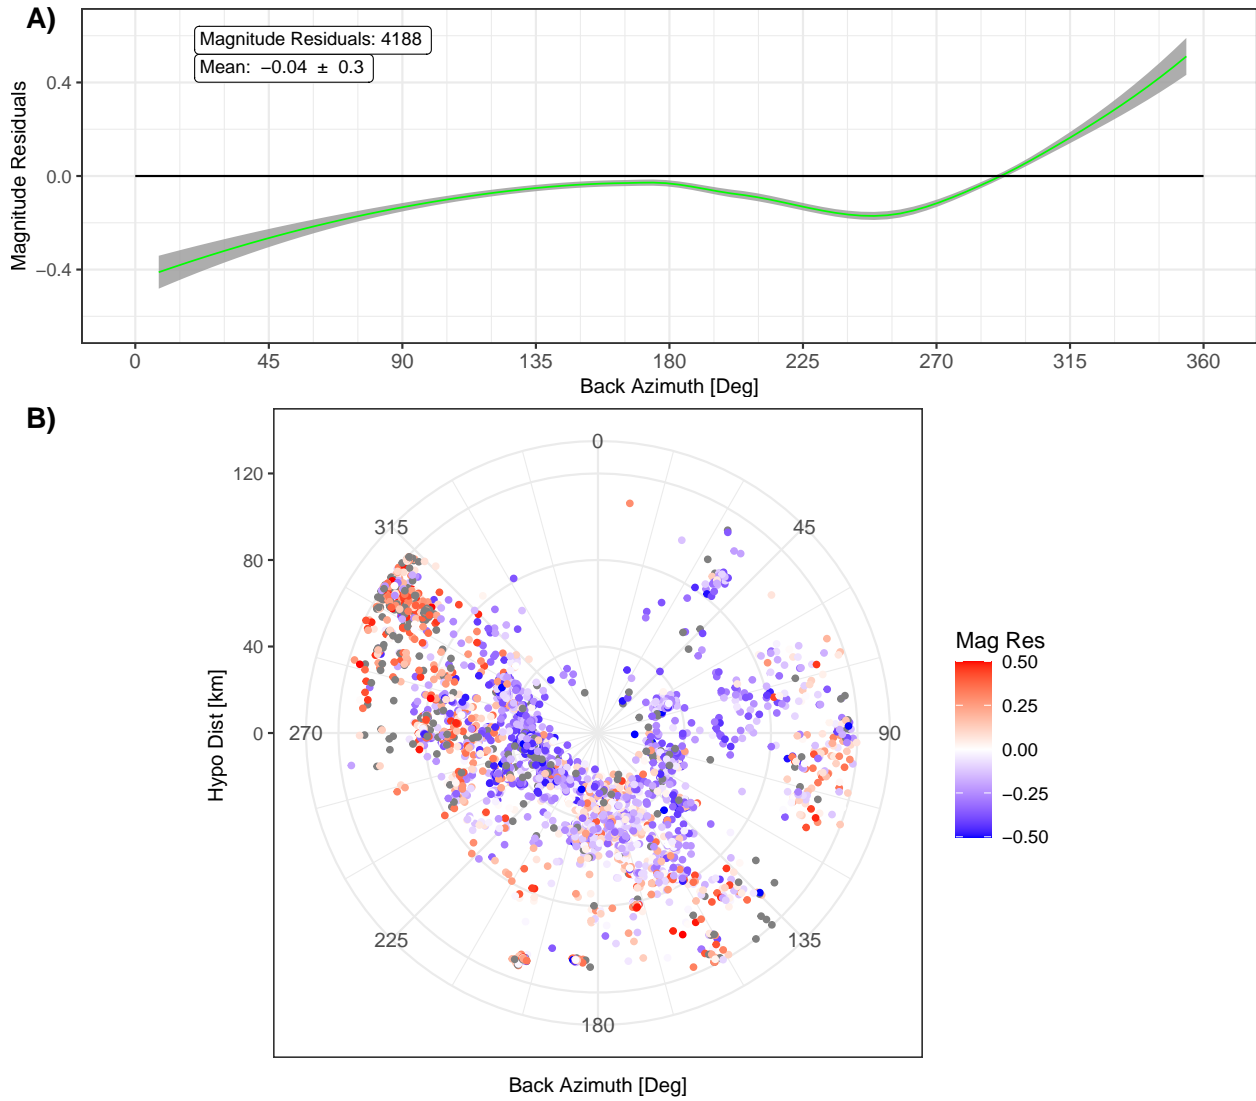 A)
Magnitude Residuals: 4188
Mean: −0.04 ± 0.3
Magnitude Residuals
0.4
0.0
−0.4
0 45 90 135 180 225 270 315 360
Back Azimuth [Deg]
B)
Hypo Dist [km]
120
80
40
0
0
45
90
135
180
225
270
315
Back Azimuth [Deg]
Mag Res
0.50
0.25
0.00
−0.25
−0.50